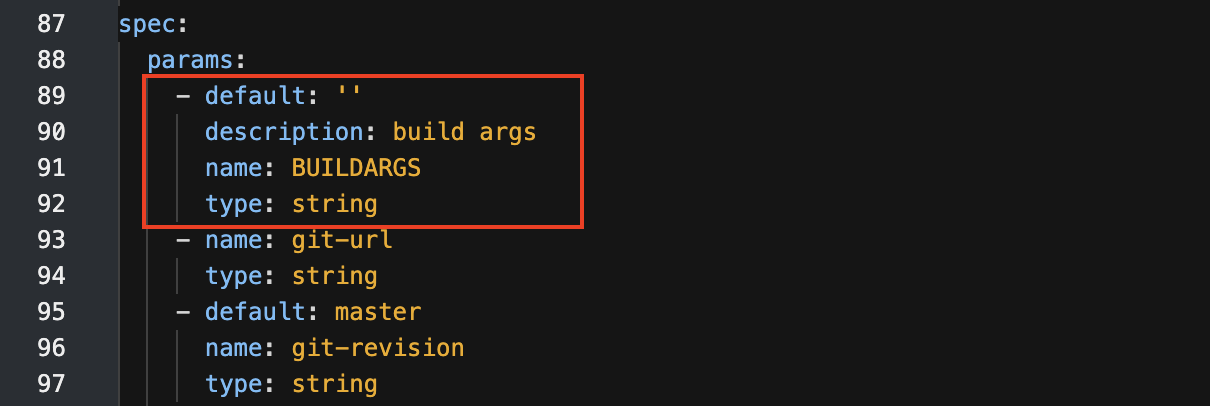 87 spec:
88   params:
89     - default: ''
90       description: build args
91       name: BUILDARGS
92       type: string
93     - name: git-url
94       type: string
95     - default: master
96       name: git-revision
97       type: string